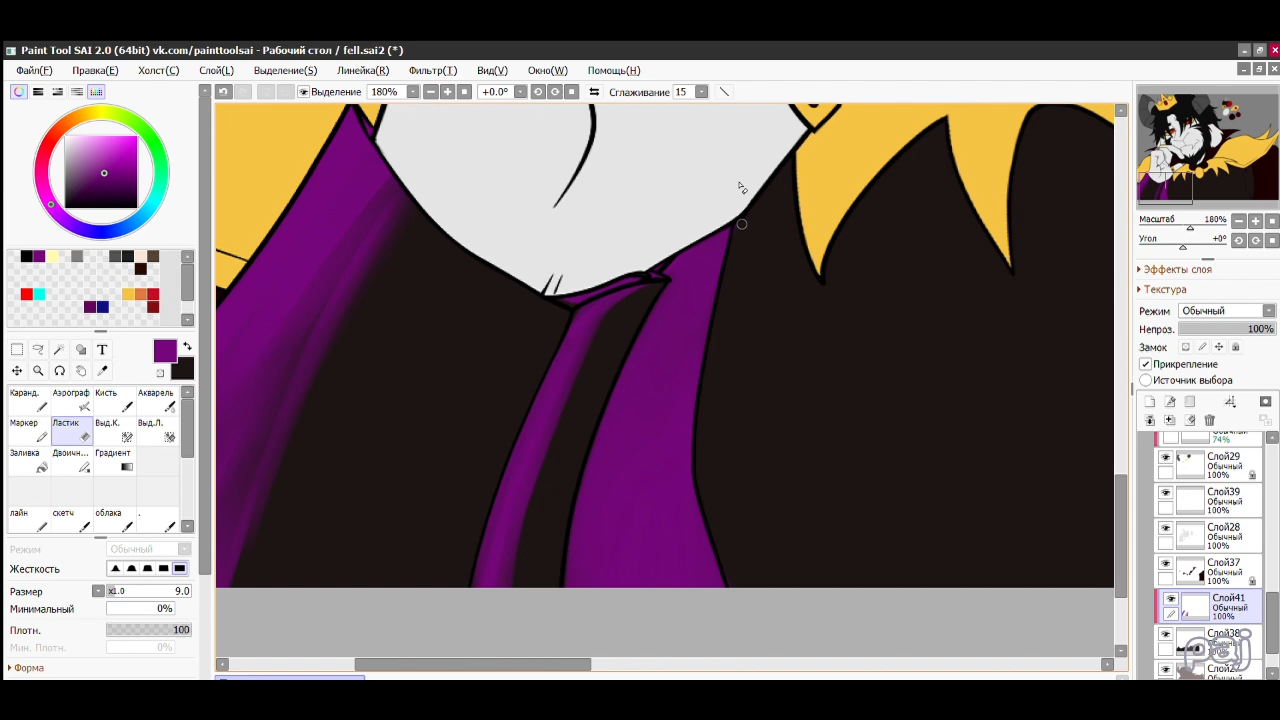 Paint Tool SAI 2.0 (64bit) vk.com/painttoolsai - Рабочий стол / fell.sai2 (*)
Файл(F) Правка(E) Холст(C) Слой(L) Выделение(S) Линейка(R) Фильтр(T) Вид(V) Окно(W) Помощь(H)
Выделение 180% +0.0° Сглаживание 15
Масштаб 180%
Угол +0°
Эффекты слоя
Текстура
Режим Обычный
Непроз. 100%
Замок
Прикрепление
Источник выбора
T
Каранд. Аэрограф Кисть Акварель
Маркер Ластик Выд.К. Выд.Л.
Заливка Двоичн... Градиент
лайн скетч облака .
Режим Обычный
Жесткость
Размер x1.0 9.0
Минимальный 0%
Плотн. 100
Мин. Плотн. 0%
Форма
Обычный
74%
Слой29
Обычный
100%
Слой39
Обычный
100%
Слой28
Обычный
100%
Слой37
Обычный
100%
Слой41
Обычный
100%
Слой38
Обычный
100%